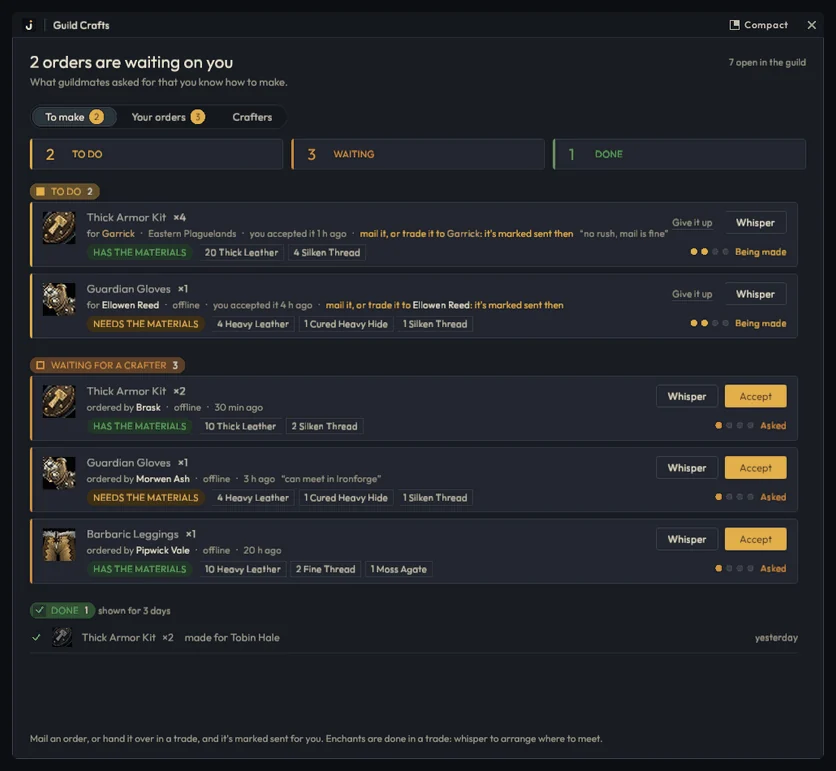 Guild Crafts
Compact
2 orders are waiting on you
7 open in the guild
What guildmates asked for that you know how to make.
To make 2 Your orders 3 Crafters
2 TO DO 3 WAITING 1 DONE
TO DO 2
Thick Armor Kit ×4
for Garrick · Eastern Plaguelands · you accepted it 1 h ago · mail it, or trade it to Garrick: it's marked sent then "no rush, mail is fine" Give it up Whisper
HAS THE MATERIALS 20 Thick Leather 4 Silken Thread Being made
Guardian Gloves ×1
for Ellowen Reed · offline · you accepted it 4 h ago · mail it, or trade it to Ellowen Reed: it's marked sent then Give it up Whisper
NEEDS THE MATERIALS 4 Heavy Leather 1 Cured Heavy Hide 1 Silken Thread Being made
WAITING FOR A CRAFTER 3
Thick Armor Kit ×2
ordered by Brask · offline · 30 min ago Whisper Accept
HAS THE MATERIALS 10 Thick Leather 2 Silken Thread Asked
Guardian Gloves ×1
ordered by Morwen Ash · offline · 3 h ago "can meet in Ironforge" Whisper Accept
NEEDS THE MATERIALS 4 Heavy Leather 1 Cured Heavy Hide 1 Silken Thread Asked
Barbaric Leggings ×1
ordered by Pipwick Vale · offline · 20 h ago Whisper Accept
HAS THE MATERIALS 10 Heavy Leather 2 Fine Thread 1 Moss Agate Asked
DONE 1 shown for 3 days
Thick Armor Kit ×2 made for Tobin Hale yesterday
Mail an order, or hand it over in a trade, and it's marked sent for you. Enchants are done in a trade: whisper to arrange where to meet.